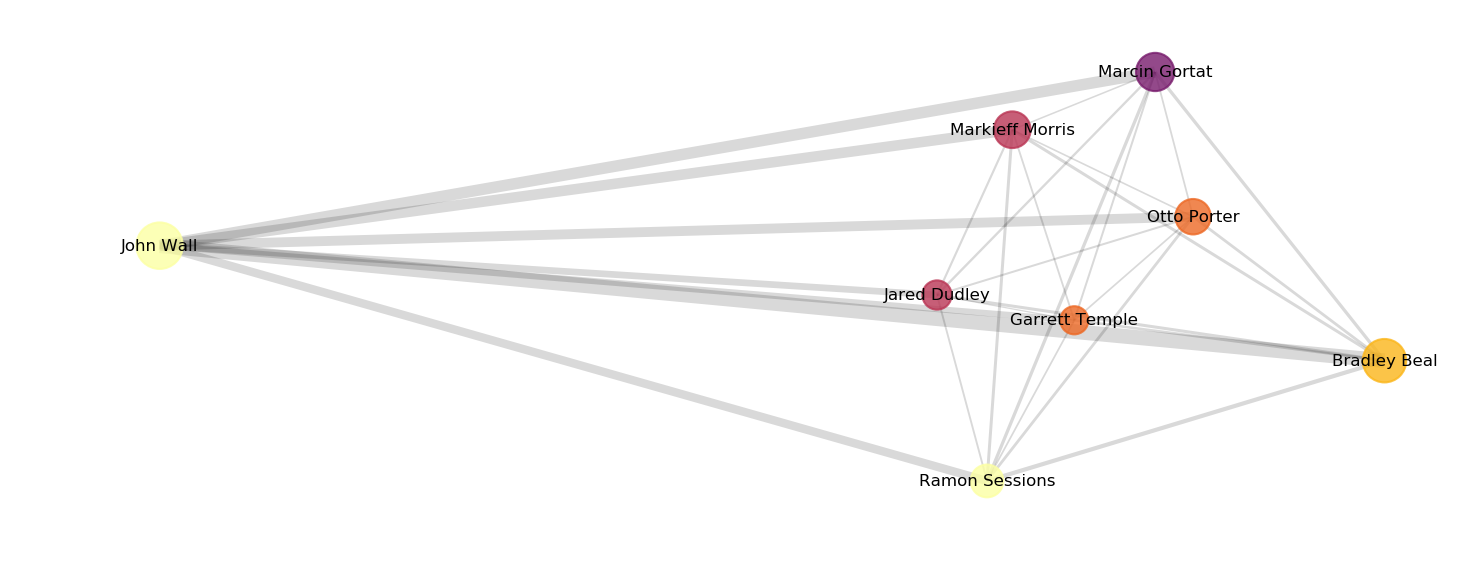 Marcin Gortat
Markieff Morris
Otto Porter
John Wall
Jared Dudley
Garrett Temple
Bradley Beal
Ramon Sessions